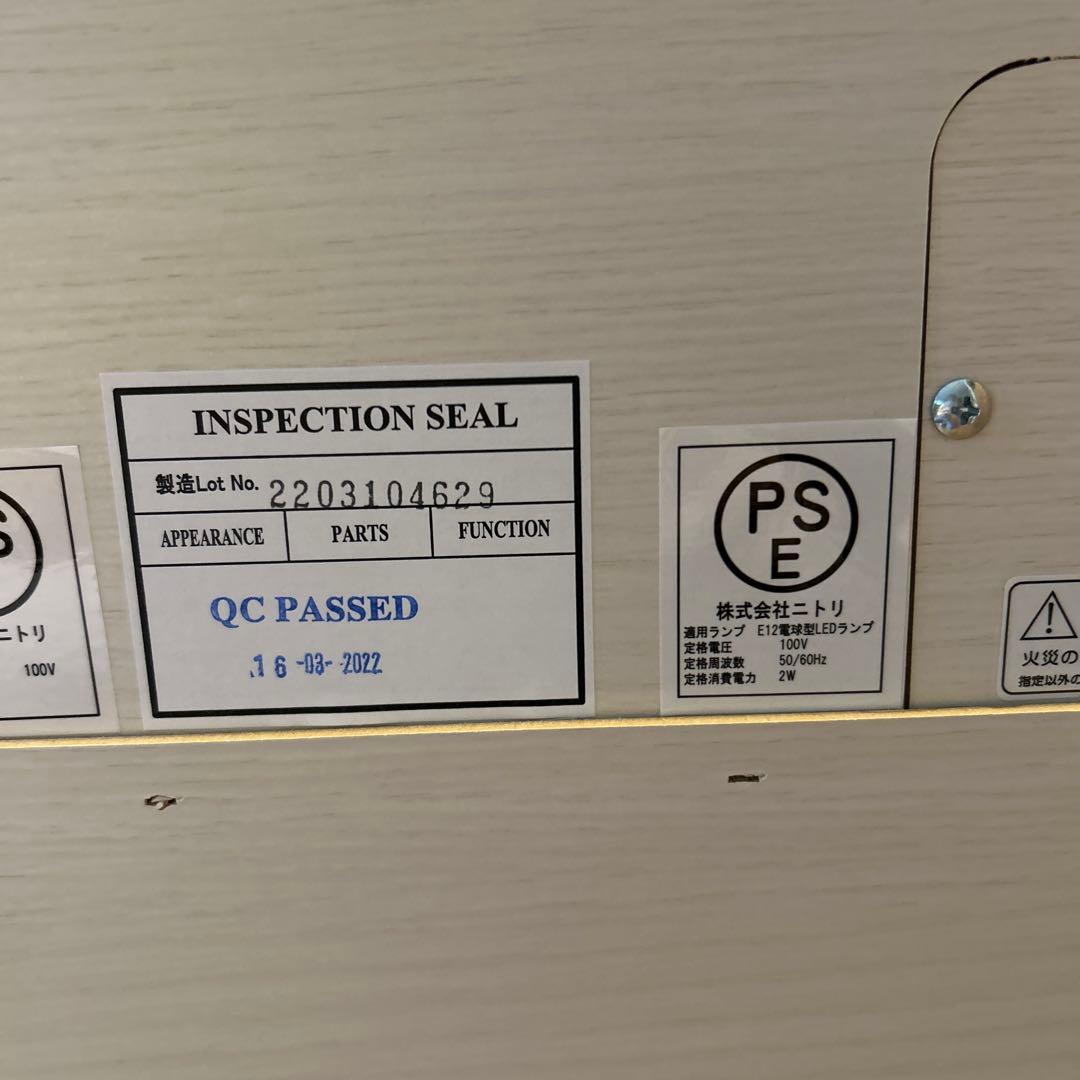 INSPECTION SEAL
製造Lot No. 2203104629
APPEARANCE PARTS FUNCTION
QC PASSED
16 -03- 2022
S
ニトリ
100V
PS
E
株式会社ニトリ
適用ランプ E12電球型LEDランプ
定格電圧 100V
定格周波数 50/60Hz
定格消費電力 2W
火災の
指定以外の